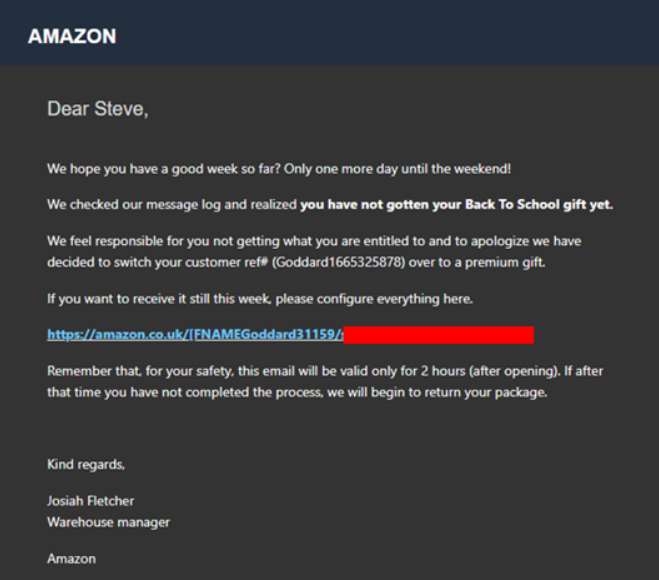 AMAZON
Dear Steve,
We hope you have a good week so far? Only one more day until the weekend!
We checked our message log and realized you have not gotten your Back To School gift yet.
We feel responsible for you not getting what you are entitled to and to apologize we have
decided to switch your customer ref# (Goddard1665325878) over to a premium gift.
If you want to receive it still this week, please configure everything here.
https://amazon.co.uk/[FNAMEGoddard31159/
Remember that, for your safety, this email will be valid only for 2 hours (after opening). If after
that time you have not completed the process, we will begin to return your package.
Kind regards,
Josiah Fletcher
Warehouse manager
Amazon